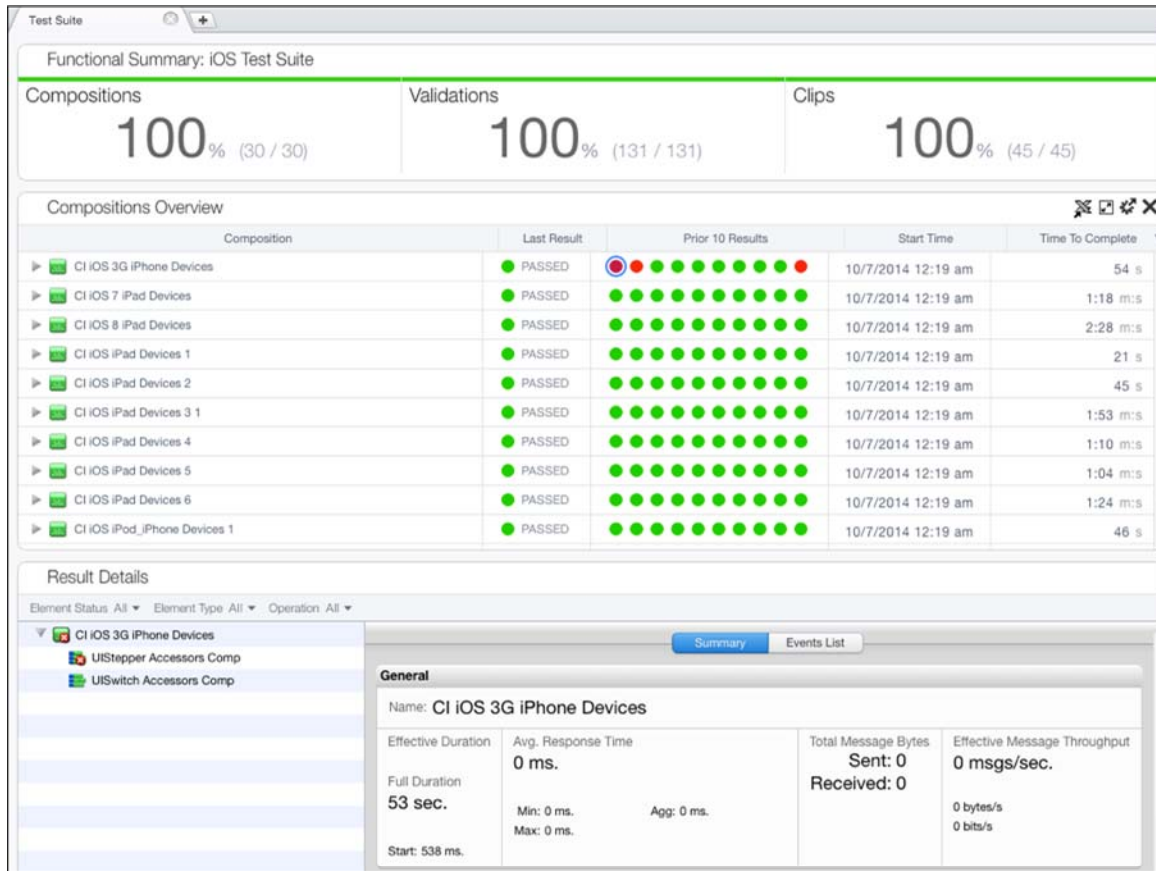 Test Suite
Functional Summary: iOS Test Suite
Compositions Validations Clips
100% (30 / 30) 100% (131 / 131) 100% (45 / 45)
Compositions Overview
Composition Last Result Prior 10 Results Start Time Time To Complete
CI iOS 3G iPhone Devices PASSED 10/7/2014 12:19 am 54 s
CI iOS 7 iPad Devices PASSED 10/7/2014 12:19 am 1:18 m:s
CI iOS 8 iPad Devices PASSED 10/7/2014 12:19 am 2:28 m:s
CI iOS iPad Devices 1 PASSED 10/7/2014 12:19 am 21 s
CI iOS iPad Devices 2 PASSED 10/7/2014 12:19 am 45 s
CI iOS iPad Devices 3 1 PASSED 10/7/2014 12:19 am 1:53 m:s
CI iOS iPad Devices 4 PASSED 10/7/2014 12:19 am 1:10 m:s
CI iOS iPad Devices 5 PASSED 10/7/2014 12:19 am 1:04 m:s
CI iOS iPad Devices 6 PASSED 10/7/2014 12:19 am 1:24 m:s
CI iOS iPod_iPhone Devices 1 PASSED 10/7/2014 12:19 am 46 s
Result Details
Element Status All Element Type All Operation All
CI iOS 3G iPhone Devices
UIStepper Accessors Comp
UISwitch Accessors Comp
Summary Events List
General
Name: CI iOS 3G iPhone Devices
Effective Duration
Full Duration
53 sec.
Start: 538 ms.
Avg. Response Time
0 ms.
Min: 0 ms. Agg: 0 ms.
Max: 0 ms.
Total Message Bytes
Sent: 0
Received: 0
Effective Message Throughput
0 msgs/sec.
0 bytes/s
0 bits/s